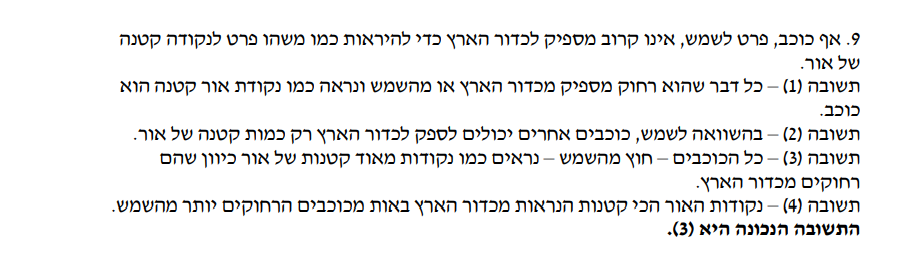 9. אף כוכב, פרט לשמש, אינו קרוב מספיק לכדור הארץ כדי להיראות כמו משהו פרט לנקודה קטנה
של אור.
תשובה (1) – כל דבר שהוא רחוק מספיק מכדור הארץ או מהשמש ונראה כמו נקודת אור קטנה הוא
כוכב.
תשובה (2) – בהשוואה לשמש, כוכבים אחרים יכולים לספק לכדור הארץ רק כמות קטנה של אור.
תשובה (3) – כל הכוכבים – חוץ מהשמש – נראים כמו נקודות מאוד קטנות של אור כיוון שהם
רחוקים מכדור הארץ.
תשובה (4) – נקודות האור הכי קטנות הנראות מכדור הארץ באות מכוכבים הרחוקים יותר מהשמש.
התשובה הנכונה היא (3).